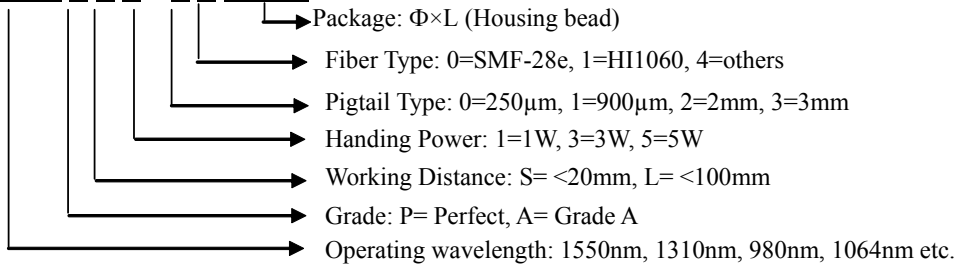 Package: Φ×L (Housing bead)
Fiber Type: 0=SMF-28e, 1=HI1060, 4=others
Pigtail Type: 0=250µm, 1=900µm, 2=2mm, 3=3mm
Handing Power: 1=1W, 3=3W, 5=5W
Working Distance: S= <20mm, L= <100mm
Grade: P= Perfect, A= Grade A
Operating wavelength: 1550nm, 1310nm, 980nm, 1064nm etc.